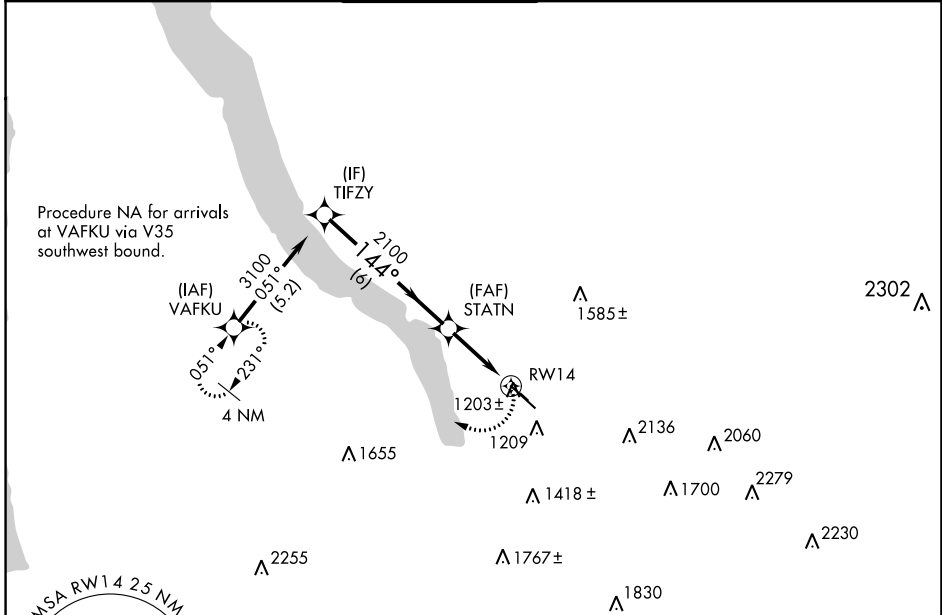 (IF)
TIFZY
Procedure NA for arrivals
at VAFKU via V35
southwest bound.
2100
144°
(6)
3100
051°
(5.2)
(IAF)
VAFKU
(FAF)
STATN
2302
1585±
051°
231°
4 NM
RW14
1203±
1209
2136
2060
1655
1418 ±
1700
2279
2230
2255
1767±
1830
MSA RW14 25 NM